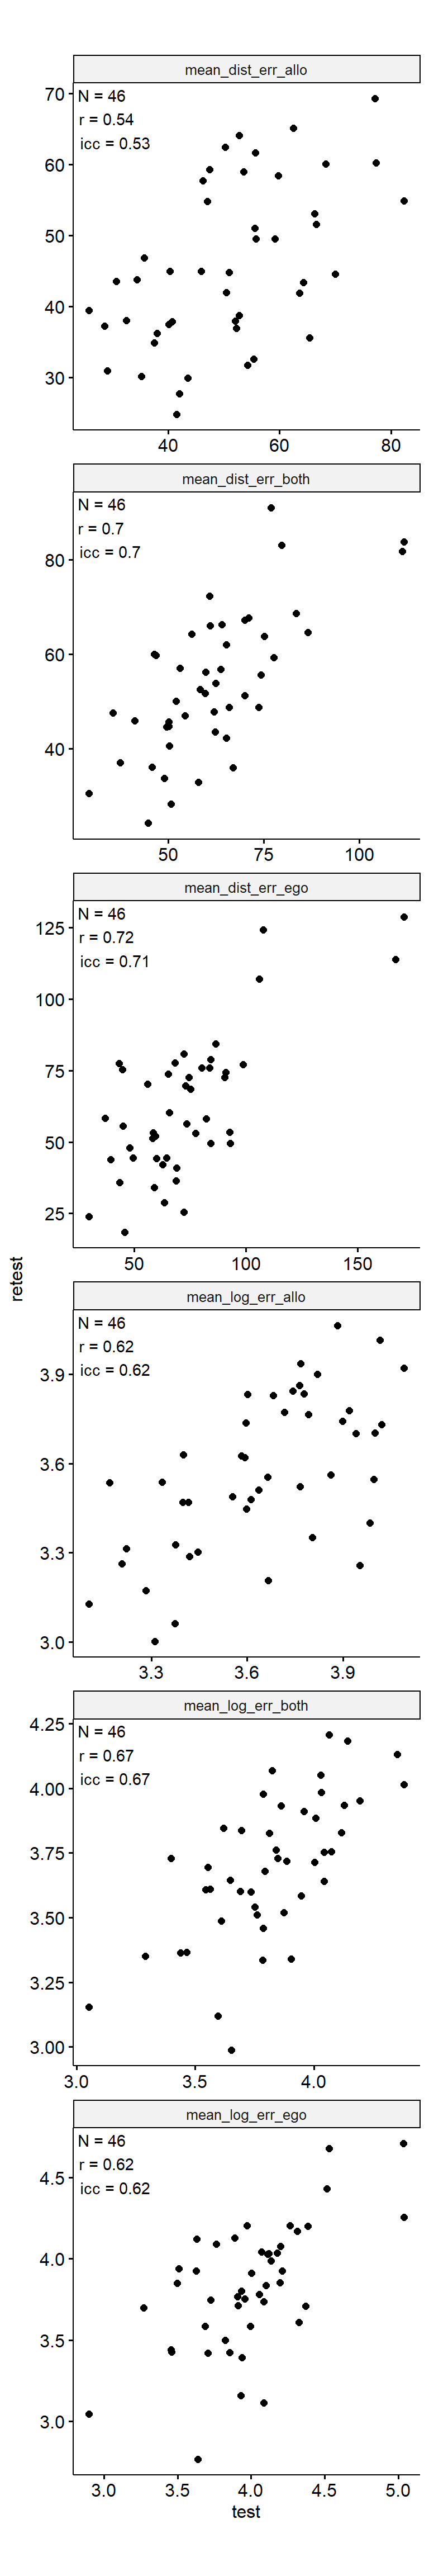 mean_dist_err_allo
N = 46
r = 0.54
icc = 0.53
70
60
50
40
30
40 60 80
mean_dist_err_both
N = 46
r = 0.7
icc = 0.7
80
60
40
50 75 100
mean_dist_err_ego
N = 46
r = 0.72
icc = 0.71
125
100
75
50
25
50 100 150
retest
mean_log_err_allo
N = 46
r = 0.62
icc = 0.62
3.9
3.6
3.3
3.0
3.3 3.6 3.9
mean_log_err_both
N = 46
r = 0.67
icc = 0.67
4.25
4.00
3.75
3.50
3.25
3.00
3.0 3.5 4.0
mean_log_err_ego
N = 46
r = 0.62
icc = 0.62
4.5
4.0
3.5
3.0
3.0 3.5 4.0 4.5 5.0
test